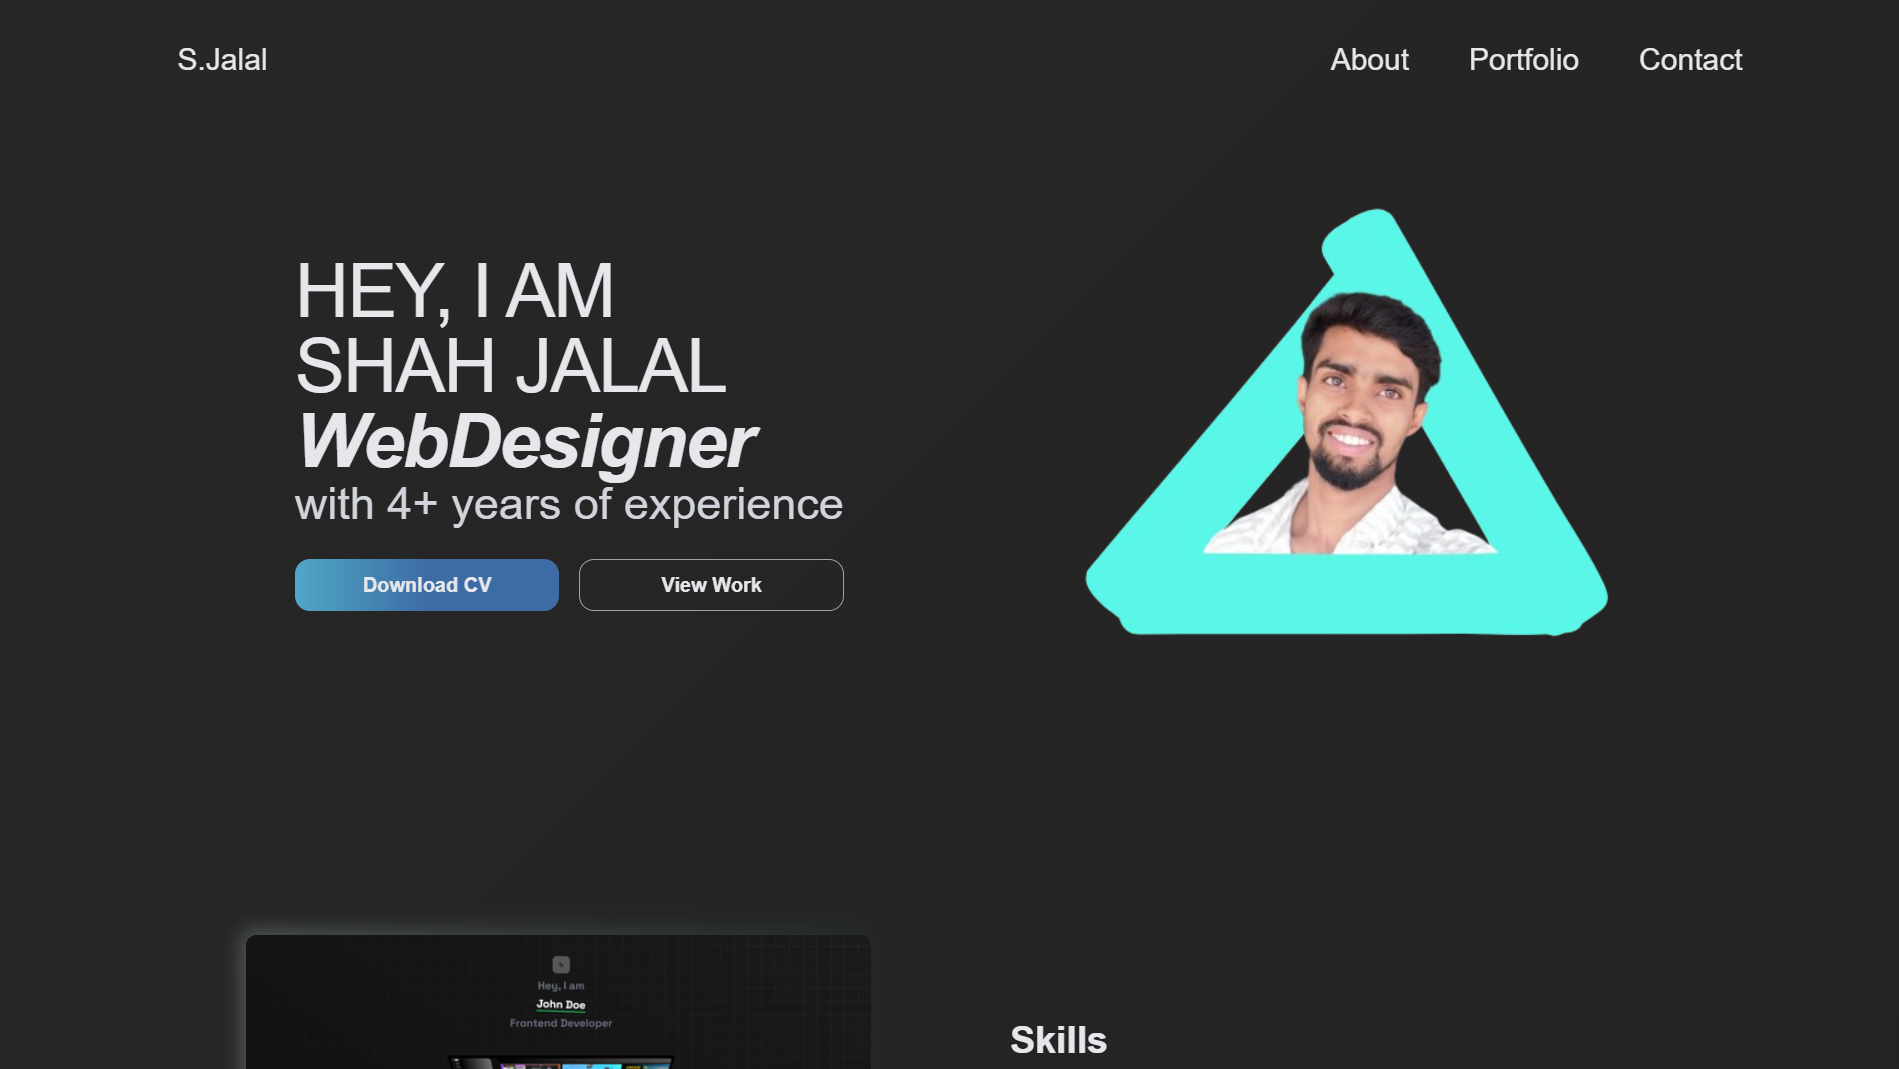 S.Jalal
About Portfolio Contact
HEY, I AM
SHAH JALAL
WebDesigner
with 4+ years of experience
Download CV View Work
Hey, I am
John Doe
Frontend Developer
Skills